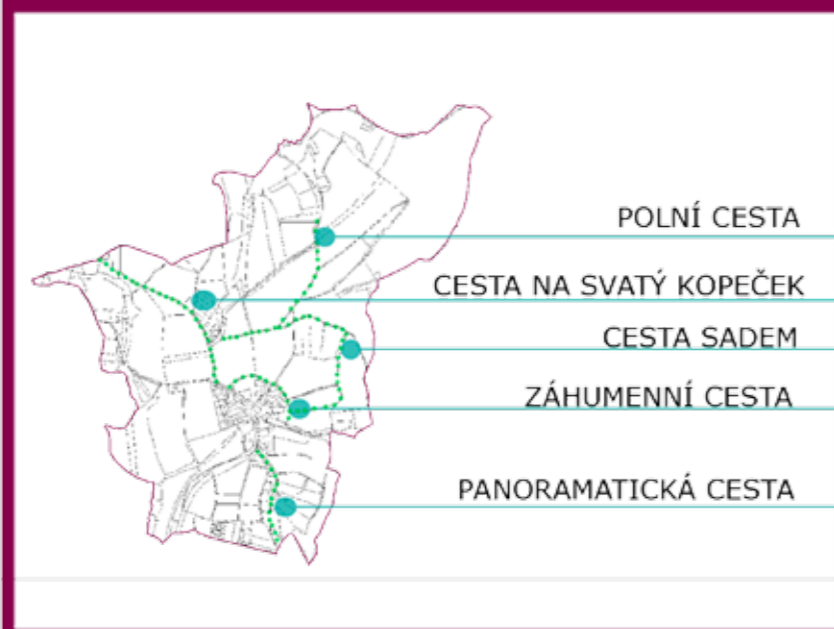 POLNÍ CESTA
CESTA NA SVATÝ KOPEČEK
CESTA SADEM
ZÁHUMENNÍ CESTA
PANORAMATICKÁ CESTA